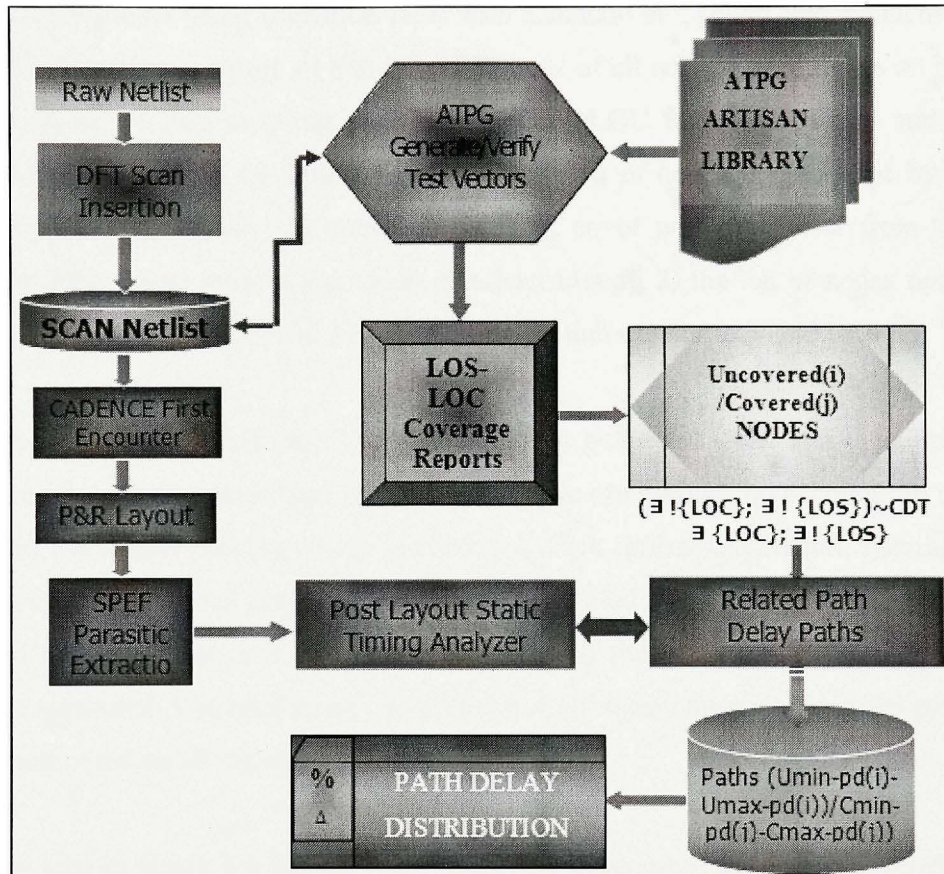 Raw Netlist
DFT Scan
Insertion
SCAN Netlist
CADENCE First
Encounter
P&R Layout
SPEF
Parasitic
Extractio
ATPG
Generate/Verify
Test Vectors
ATPG
ARTISAN
LIBRARY
LOS-
LOC
Coverage
Reports
Uncovered(i)
/Covered(j)
NODES
(∃ !{LOC}; ∃ ! {LOS})~CDT
∃ {LOC}; ∃ ! {LOS}
Post Layout Static
Timing Analyzer
Related Path
Delay Paths
Paths (Umin-pd(i)-
Umax-pd(i))/Cmin-
pd(j)-Cmax-pd(j))
%
Δ
PATH DELAY
DISTRIBUTION